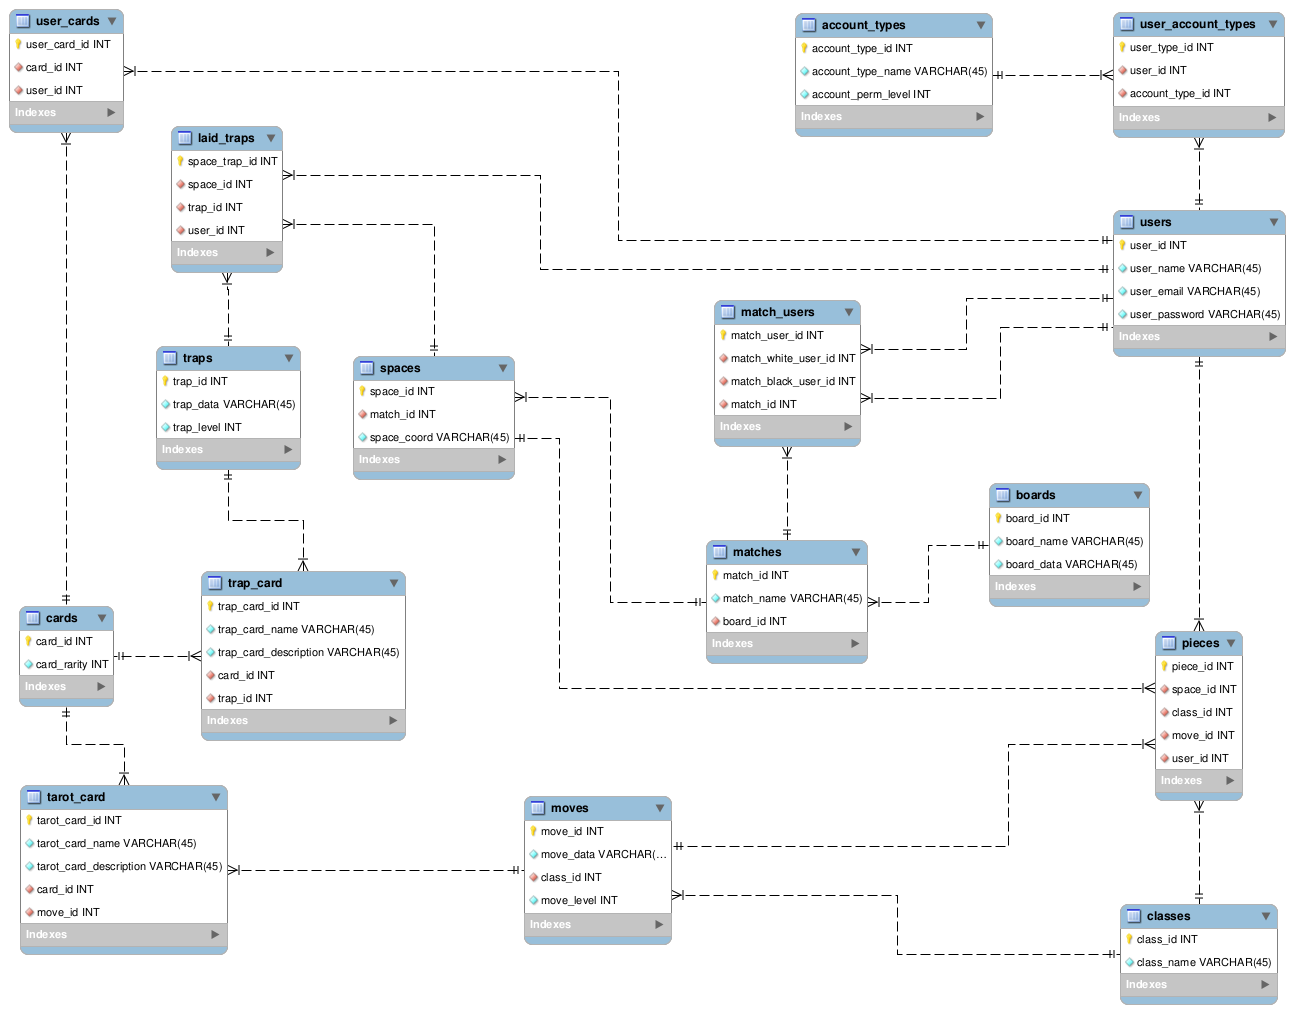 user_cards
user_card_id INT
card_id INT
user_id INT
Indexes
account_types
account_type_id INT
account_type_name VARCHAR(45)
account_perm_level INT
Indexes
user_account_types
user_type_id INT
user_id INT
account_type_id INT
Indexes
laid_traps
space_trap_id INT
space_id INT
trap_id INT
user_id INT
Indexes
users
user_id INT
user_name VARCHAR(45)
user_email VARCHAR(45)
user_password VARCHAR(45)
Indexes
match_users
match_user_id INT
match_white_user_id INT
match_black_user_id INT
match_id INT
Indexes
traps
trap_id INT
trap_data VARCHAR(45)
trap_level INT
Indexes
spaces
space_id INT
match_id INT
space_coord VARCHAR(45)
Indexes
boards
board_id INT
board_name VARCHAR(45)
board_data VARCHAR(45)
Indexes
matches
match_id INT
match_name VARCHAR(45)
board_id INT
Indexes
trap_card
trap_card_id INT
trap_card_name VARCHAR(45)
trap_card_description VARCHAR(45)
card_id INT
trap_id INT
Indexes
cards
card_id INT
card_rarity INT
Indexes
pieces
piece_id INT
space_id INT
class_id INT
move_id INT
user_id INT
Indexes
tarot_card
tarot_card_id INT
tarot_card_name VARCHAR(45)
tarot_card_description VARCHAR(45)
card_id INT
move_id INT
Indexes
moves
move_id INT
move_data VARCHAR(...
class_id INT
move_level INT
Indexes
classes
class_id INT
class_name VARCHAR(45)
Indexes